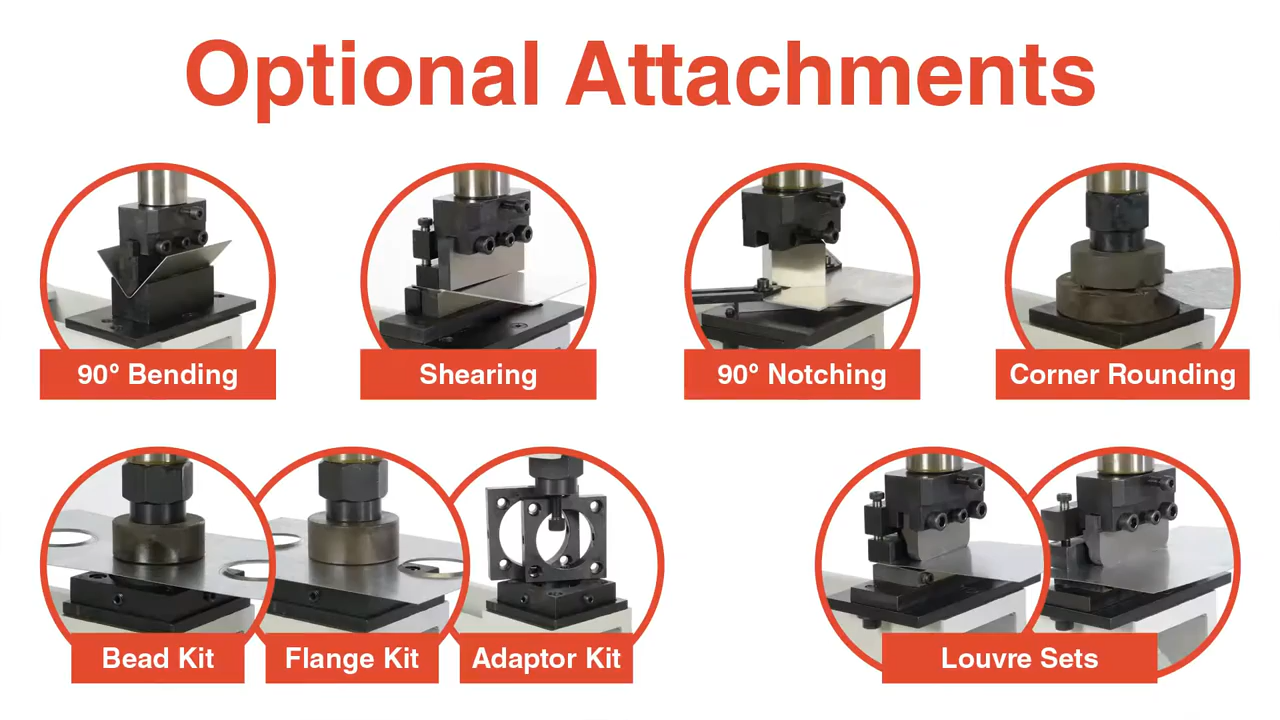 Optional Attachments
90° Bending
Shearing
90° Notching
Corner Rounding
Bead Kit
Flange Kit
Adaptor Kit
Louvre Sets